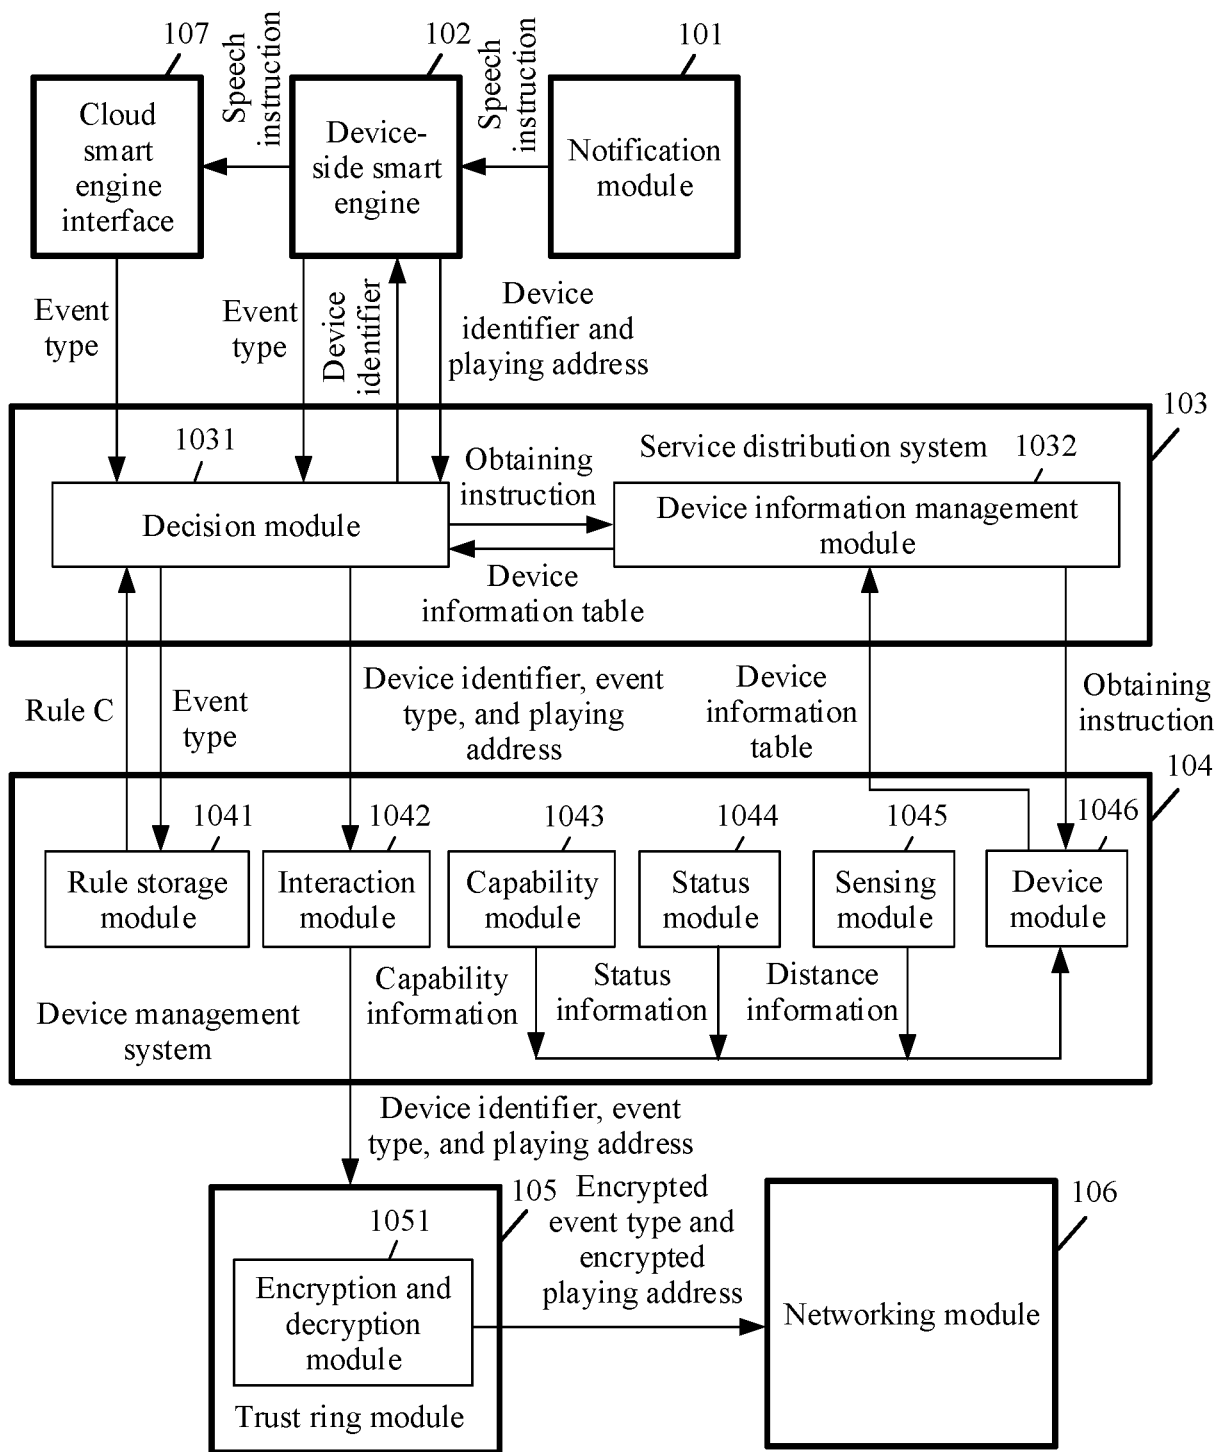 107
102
101
Speech
instruction
Speech
instruction
Cloud
smart
engine
interface
Device-
side smart
engine
Notification
module
Event
type
Event
type
Device
identifier
Device
identifier and
playing address
103
1031
Service distribution system
1032
Obtaining
instruction
Decision module
Device information management
module
Device
information table
Rule C
Event
type
Device identifier, event
type, and playing
address
Device
information
table
Obtaining
instruction
104
1041
1042
1043
1044
1045
1046
Rule storage
module
Interaction
module
Capability
module
Status
module
Sensing
module
Device
module
Capability
information
Status
information
Distance
information
Device management
system
Device identifier, event
type, and playing address
105
Encrypted
event type and
encrypted
playing address
106
1051
Encryption and
decryption
module
Networking module
Trust ring module